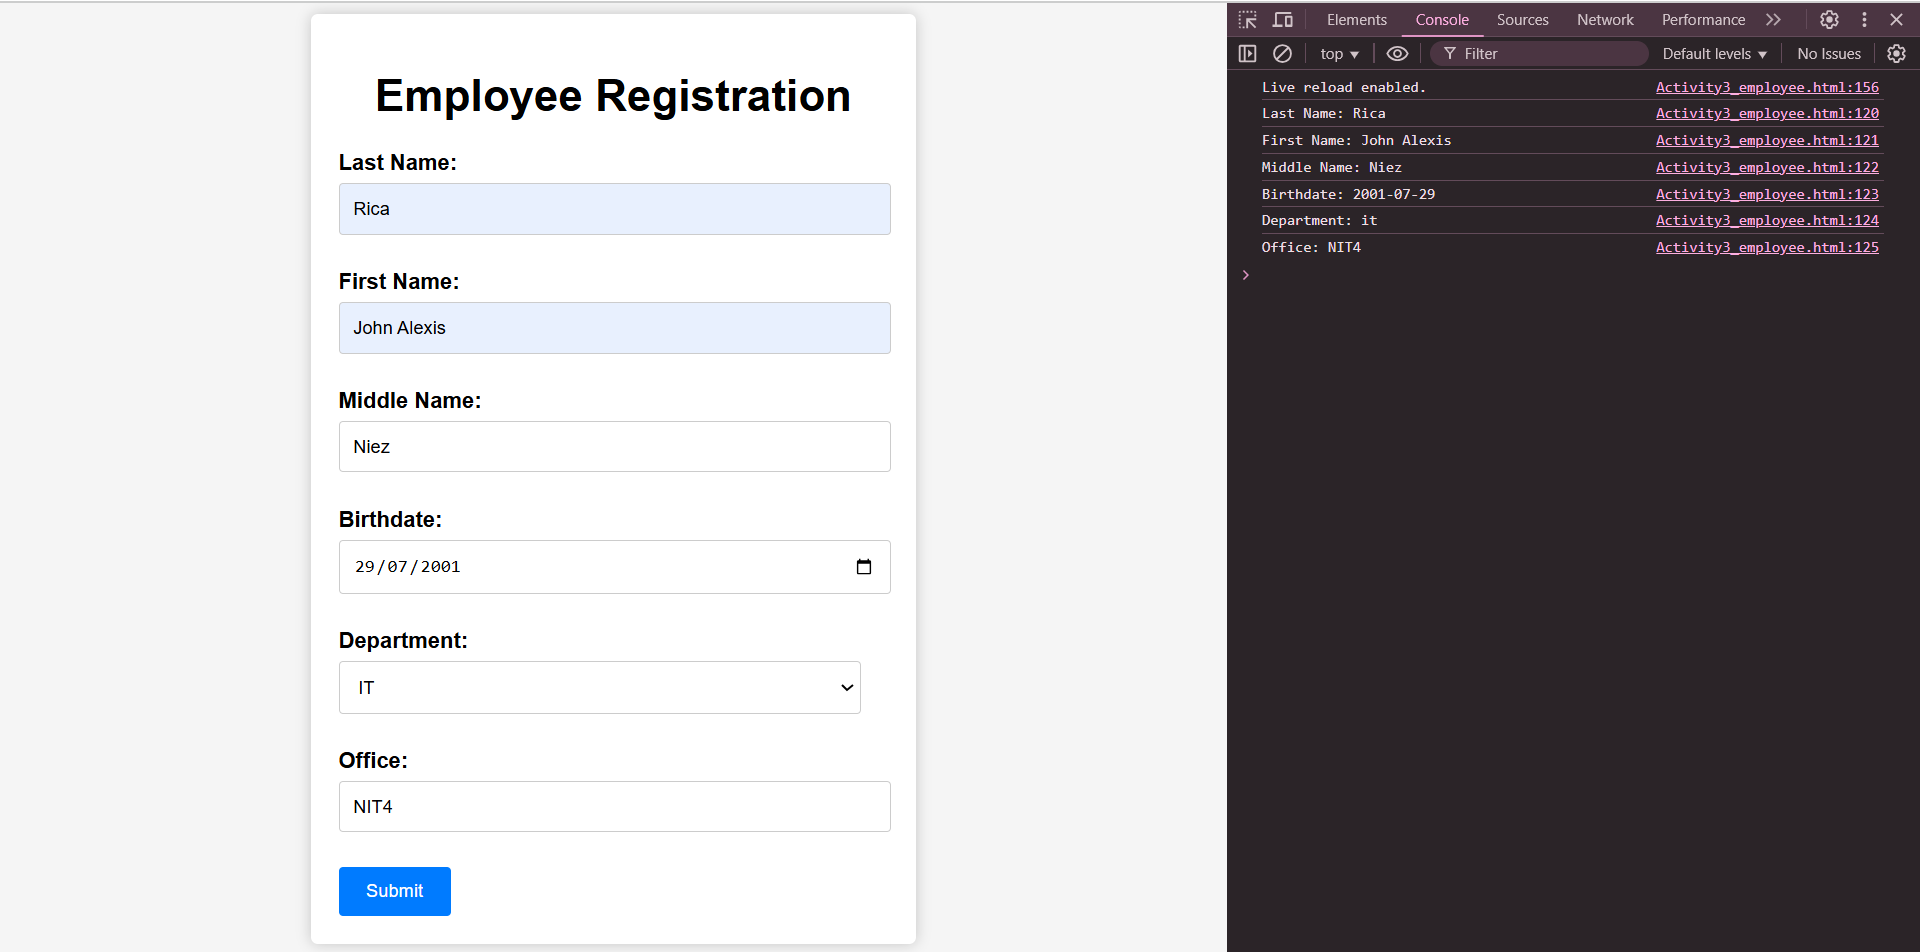 Employee Registration
Last Name:
Rica
First Name:
John Alexis
Middle Name:
Niez
Birthdate:
29/07/2001
Department:
IT
Office:
NIT4
Submit
Elements Console Sources Network Performance
top Filter Default levels No Issues
Live reload enabled. Activity3_employee.html:156
Last Name: Rica Activity3_employee.html:120
First Name: John Alexis Activity3_employee.html:121
Middle Name: Niez Activity3_employee.html:122
Birthdate: 2001-07-29 Activity3_employee.html:123
Department: it Activity3_employee.html:124
Office: NIT4 Activity3_employee.html:125